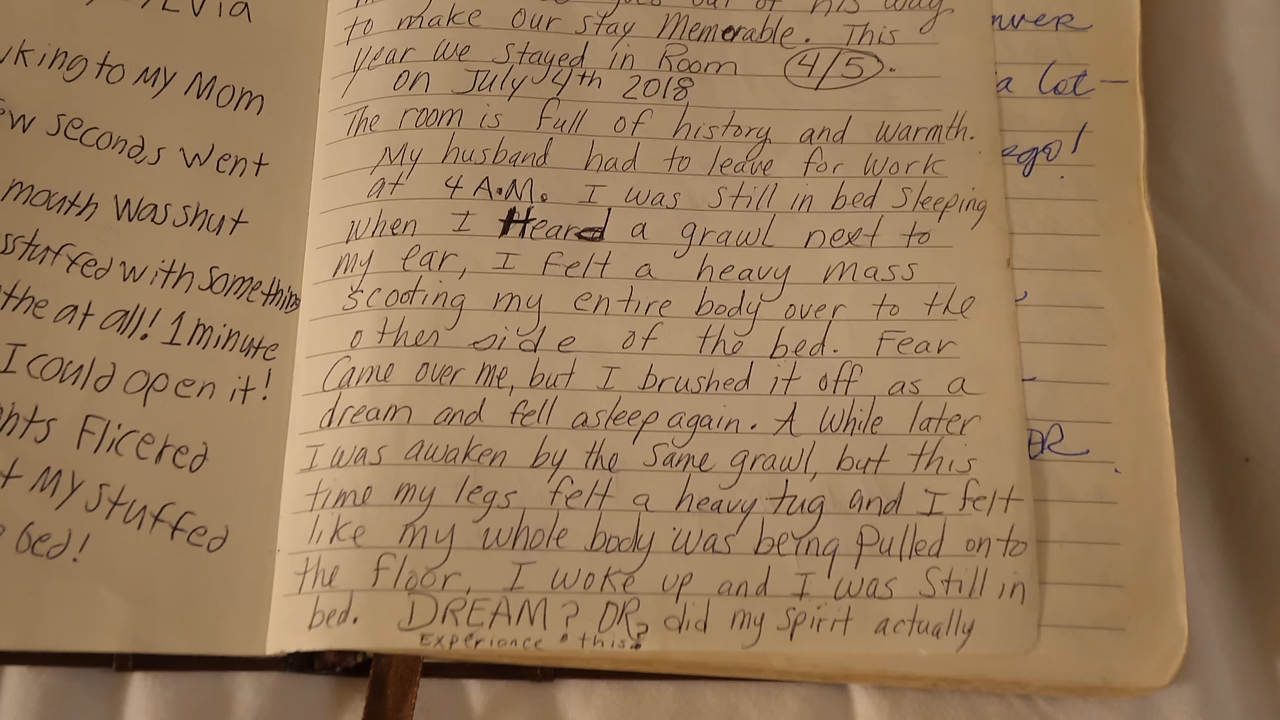 LVia
king to My Mom
ew seconds went
mouth was shut
stuffed with something
the at all! 1 minute
I could open it!
hts Flicered
t My stuffed
bed!
out of his way
to make our stay Memorable. This
year we stayed in Room 4/5.
on July 4th 2018
The room is full of history and warmth.
My husband had to leave for work
at 4 A.M. I was still in bed sleeping
when I Heard a grawl next to
my ear, I felt a heavy mass
scooting my entire body over to the
other side of the bed. Fear
Came over me, but I brushed it off as a
dream and fell asleep again. A while later
I was awaken by the same grawl, but this
time my legs felt a heavy tug and I felt
like my whole body was being pulled onto
the floor, I woke up and I was still in
bed. DREAM? OR, did my spirit actually
Experience this?
nver
a lot —
ego!
OR